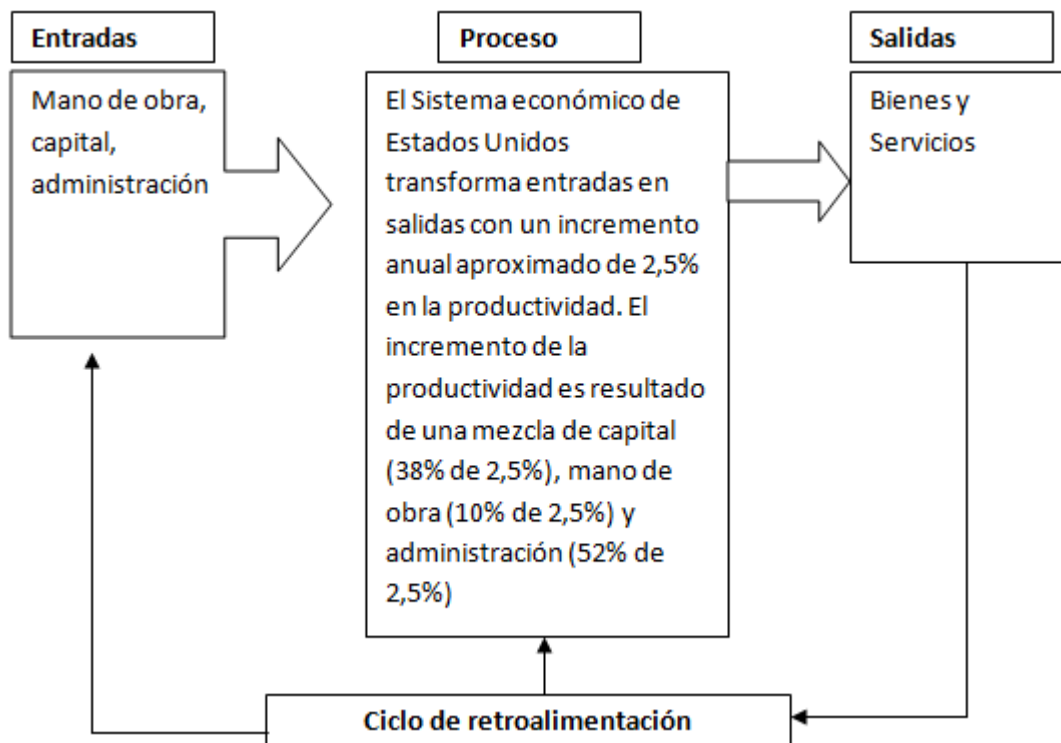 Entradas
Mano de obra,
capital,
administración
Proceso
El Sistema económico de
Estados Unidos
transforma entradas en
salidas con un incremento
anual aproximado de 2,5%
en la productividad. El
incremento de la
productividad es resultado
de una mezcla de capital
(38% de 2,5%), mano de
obra (10% de 2,5%) y
administración (52% de
2,5%)
Salidas
Bienes y
Servicios
Ciclo de retroalimentación